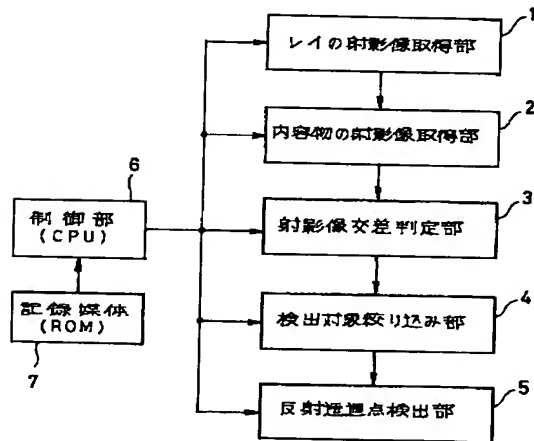 1
レイの射影像取得部
2
内容物の射影像取得部
6
制御部
(CPU)
3
射影像交差判定部
記録媒体
(ROM)
7
4
検出対象絞り込み部
5
反射透過点検出部